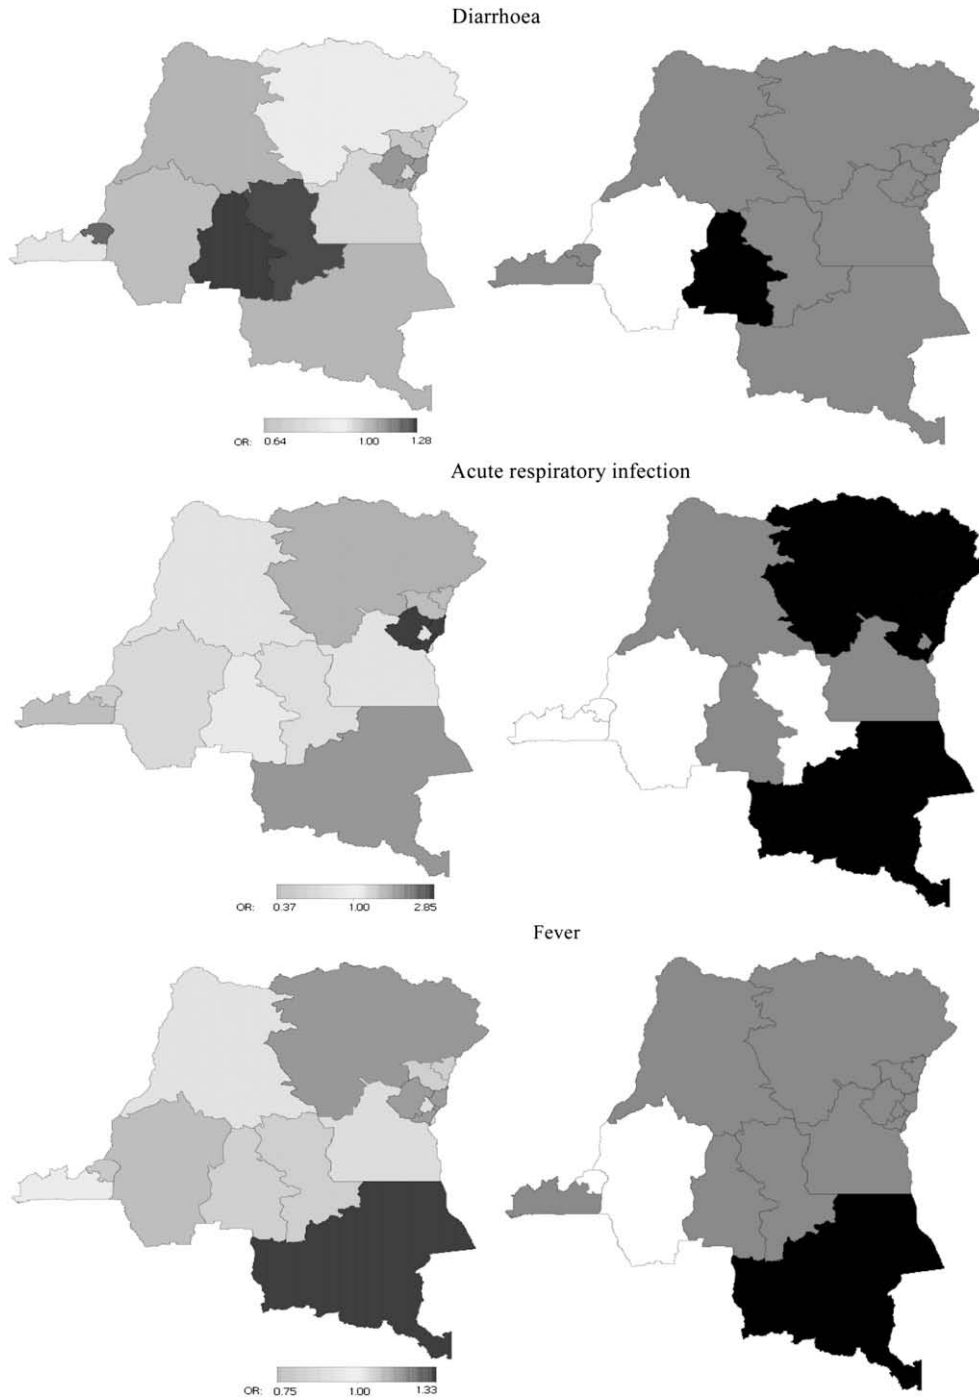 Diarrhoea
OR: 0.64 1.00 1.28
Acute respiratory infection
OR: 0.37 1.00 2.85
Fever
OR: 0.75 1.00 1.33